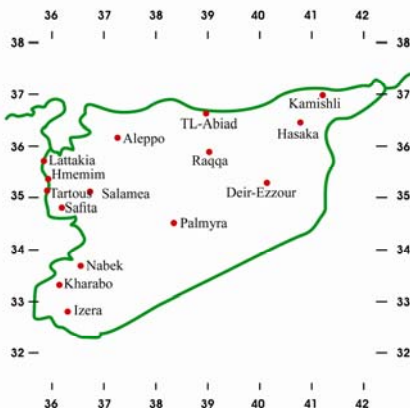 36 37 38 39 40 41 42
38 38
37 37
Kamishli
TL-Abiad
Hasaka
Aleppo
36 36
Lattakia
Raqqa
Hmemim
Tartous
Salamea
Deir-Ezzour
35 35
Safita
Palmyra
34 34
Nabek
Kharabo
33 33
Izera
32 32
36 37 38 39 40 41 42